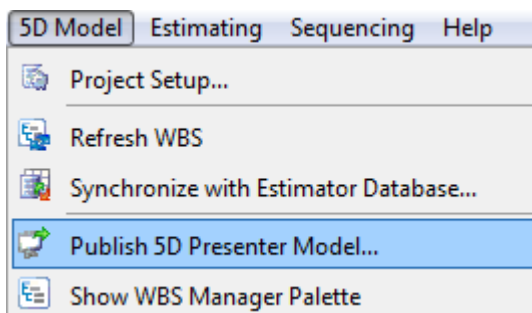 5D Model Estimating Sequencing Help
Project Setup...
Refresh WBS
Synchronize with Estimator Database...
Publish 5D Presenter Model...
Show WBS Manager Palette